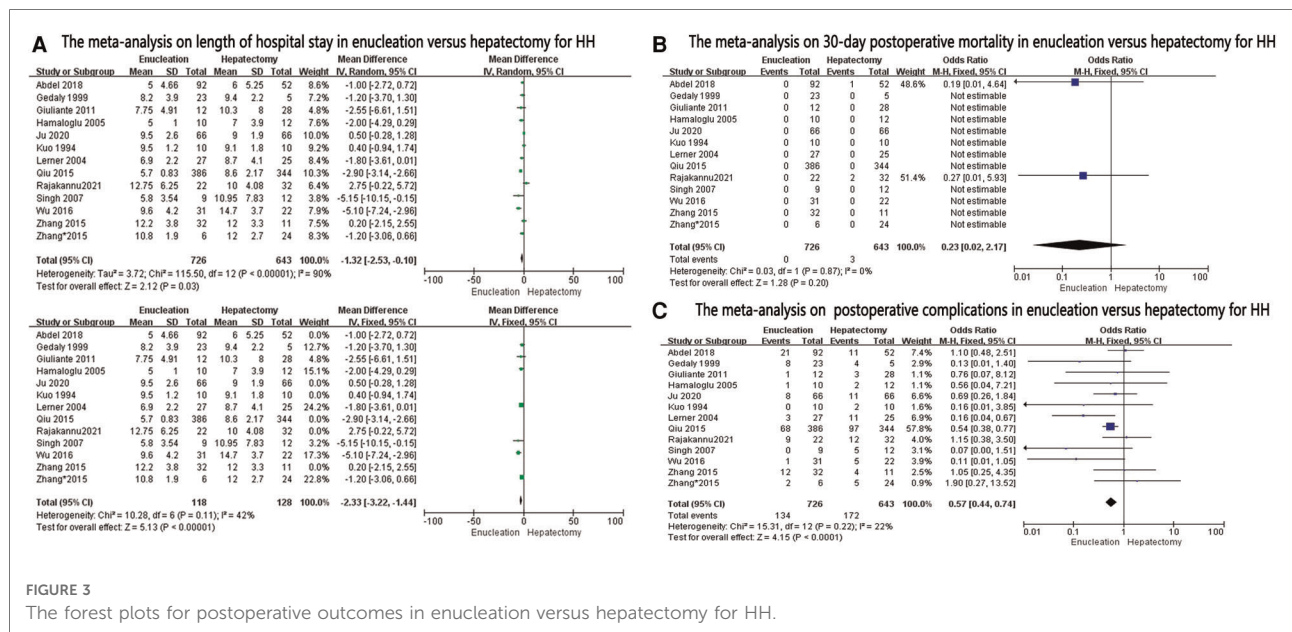 A The meta-analysis on length of hospital stay in enucleation versus hepatectomy for HH
Enucleation Hepatectomy Mean Difference Mean Difference
Study or Subgroup Mean SD Total Mean SD Total Weight IV, Random, 95% CI IV, Random, 95% CI
Abdel 2018 5 4.66 92 6 5.25 52 8.6% -1.00 [-2.72, 0.72]
Gedaly 1999 8.2 3.9 23 9.4 2.2 5 7.1% -1.20 [-3.70, 1.30]
Giuliante 2011 7.75 4.91 12 10.3 8 28 4.8% -2.55 [-6.61, 1.51]
Hamaloglu 2005 5 1 10 7 3.9 12 7.4% -2.00 [-4.29, 0.29]
Ju 2020 9.5 2.6 66 9 1.9 66 10.0% 0.50 [-0.28, 1.28]
Kuo 1994 9.5 1.2 10 9.1 1.8 10 9.2% 0.40 [-0.94, 1.74]
Lerner 2004 6.9 2.2 27 8.7 4.1 25 8.4% -1.80 [-3.61, 0.01]
Qiu 2015 5.7 0.83 386 8.6 2.17 344 10.3% -2.90 [-3.14, -2.66]
Rajakannu2021 12.75 6.25 22 10 4.08 32 6.4% 2.75 [-0.22, 5.72]
Singh 2007 5.8 3.54 9 10.95 7.83 12 3.7% -5.15 [-10.15, -0.15]
Wu 2016 9.6 4.2 31 14.7 3.7 22 7.9% -5.10 [-7.24, -2.96]
Zhang 2015 12.2 3.8 32 12 3.3 11 7.5% 0.20 [-2.15, 2.55]
Zhang*2015 10.8 1.9 6 12 2.7 24 8.3% -1.20 [-3.06, 0.66]
Total (95% CI) 726 643 100.0% -1.32 [-2.53, -0.10]
Heterogeneity: Tau² = 3.72; Chi² = 115.50, df = 12 (P < 0.00001); I² = 90%
Test for overall effect: Z = 2.12 (P = 0.03)
-100 -50 0 50 100
Enucleation Hepatectomy
Enucleation Hepatectomy Mean Difference Mean Difference
Study or Subgroup Mean SD Total Mean SD Total Weight IV, Fixed, 95% CI IV, Fixed, 95% CI
Abdel 2018 5 4.66 92 6 5.25 52 0.0% -1.00 [-2.72, 0.72]
Gedaly 1999 8.2 3.9 23 9.4 2.2 5 12.7% -1.20 [-3.70, 1.30]
Giuliante 2011 7.75 4.91 12 10.3 8 28 4.8% -2.55 [-6.61, 1.51]
Hamaloglu 2005 5 1 10 7 3.9 12 15.1% -2.00 [-4.29, 0.29]
Ju 2020 9.5 2.6 66 9 1.9 66 0.0% 0.50 [-0.28, 1.28]
Kuo 1994 9.5 1.2 10 9.1 1.8 10 0.0% 0.40 [-0.94, 1.74]
Lerner 2004 6.9 2.2 27 8.7 4.1 25 24.2% -1.80 [-3.61, 0.01]
Qiu 2015 5.7 0.83 386 8.6 2.17 344 0.0% -2.90 [-3.14, -2.66]
Rajakannu2021 12.75 6.25 22 10 4.08 32 0.0% 2.75 [-0.22, 5.72]
Singh 2007 5.8 3.54 9 10.95 7.83 12 3.2% -5.15 [-10.15, -0.15]
Wu 2016 9.6 4.2 31 14.7 3.7 22 17.3% -5.10 [-7.24, -2.96]
Zhang 2015 12.2 3.8 32 12 3.3 11 0.0% 0.20 [-2.15, 2.55]
Zhang*2015 10.8 1.9 6 12 2.7 24 22.8% -1.20 [-3.06, 0.66]
Total (95% CI) 118 128 100.0% -2.33 [-3.22, -1.44]
Heterogeneity: Chi² = 10.28, df = 6 (P = 0.11); I² = 42%
Test for overall effect: Z = 5.13 (P < 0.00001)
-100 -50 0 50 100
Enucleation Hepatectomy
B The meta-analysis on 30-day postoperative mortality in enucleation versus hepatectomy for HH
Enucleation Hepatectomy Odds Ratio Odds Ratio
Study or Subgroup Events Total Events Total Weight M-H, Fixed, 95% CI M-H, Fixed, 95% CI
Abdel 2018 0 92 1 52 48.6% 0.19 [0.01, 4.64]
Gedaly 1999 0 23 0 5 Not estimable
Giuliante 2011 0 12 0 28 Not estimable
Hamaloglu 2005 0 10 0 12 Not estimable
Ju 2020 0 66 0 66 Not estimable
Kuo 1994 0 10 0 10 Not estimable
Lerner 2004 0 27 0 25 Not estimable
Qiu 2015 0 386 0 344 Not estimable
Rajakannu2021 0 22 2 32 51.4% 0.27 [0.01, 5.93]
Singh 2007 0 9 0 12 Not estimable
Wu 2016 0 31 0 22 Not estimable
Zhang 2015 0 32 0 11 Not estimable
Zhang*2015 0 6 0 24 Not estimable
Total (95% CI) 726 643 100.0% 0.23 [0.02, 2.17]
Total events 0 3
Heterogeneity: Chi² = 0.03, df = 1 (P = 0.87); I² = 0%
Test for overall effect: Z = 1.28 (P = 0.20)
0.01 0.1 1 10 100
Enucleation Hepatectomy
C The meta-analysis on postoperative complications in enucleation versus hepatectomy for HH
Enucleation Hepatectomy Odds Ratio Odds Ratio
Study or Subgroup Events Total Events Total Weight M-H, Fixed, 95% CI M-H, Fixed, 95% CI
Abdel 2018 21 92 11 52 7.4% 1.10 [0.48, 2.51]
Gedaly 1999 8 23 4 5 2.9% 0.13 [0.01, 1.40]
Giuliante 2011 1 12 3 28 1.1% 0.76 [0.07, 8.12]
Hamaloglu 2005 1 10 2 12 1.1% 0.56 [0.04, 7.21]
Ju 2020 8 66 11 66 6.5% 0.69 [0.26, 1.84]
Kuo 1994 0 10 2 10 1.6% 0.16 [0.01, 3.85]
Lerner 2004 3 27 11 25 6.8% 0.16 [0.04, 0.67]
Qiu 2015 68 386 97 344 57.8% 0.54 [0.38, 0.77]
Rajakannu2021 9 22 12 32 4.0% 1.15 [0.38, 3.50]
Singh 2007 0 9 5 12 3.1% 0.07 [0.00, 1.51]
Wu 2016 1 31 5 22 3.8% 0.11 [0.01, 1.05]
Zhang 2015 12 32 4 11 2.5% 1.05 [0.25, 4.35]
Zhang*2015 2 6 5 24 0.9% 1.90 [0.27, 13.52]
Total (95% CI) 726 643 100.0% 0.57 [0.44, 0.74]
Total events 134 172
Heterogeneity: Chi² = 15.31, df = 12 (P = 0.22); I² = 22%
Test for overall effect: Z = 4.15 (P < 0.0001)
0.01 0.1 1 10 100
Enucleation Hepatectomy
FIGURE 3
The forest plots for postoperative outcomes in enucleation versus hepatectomy for HH.